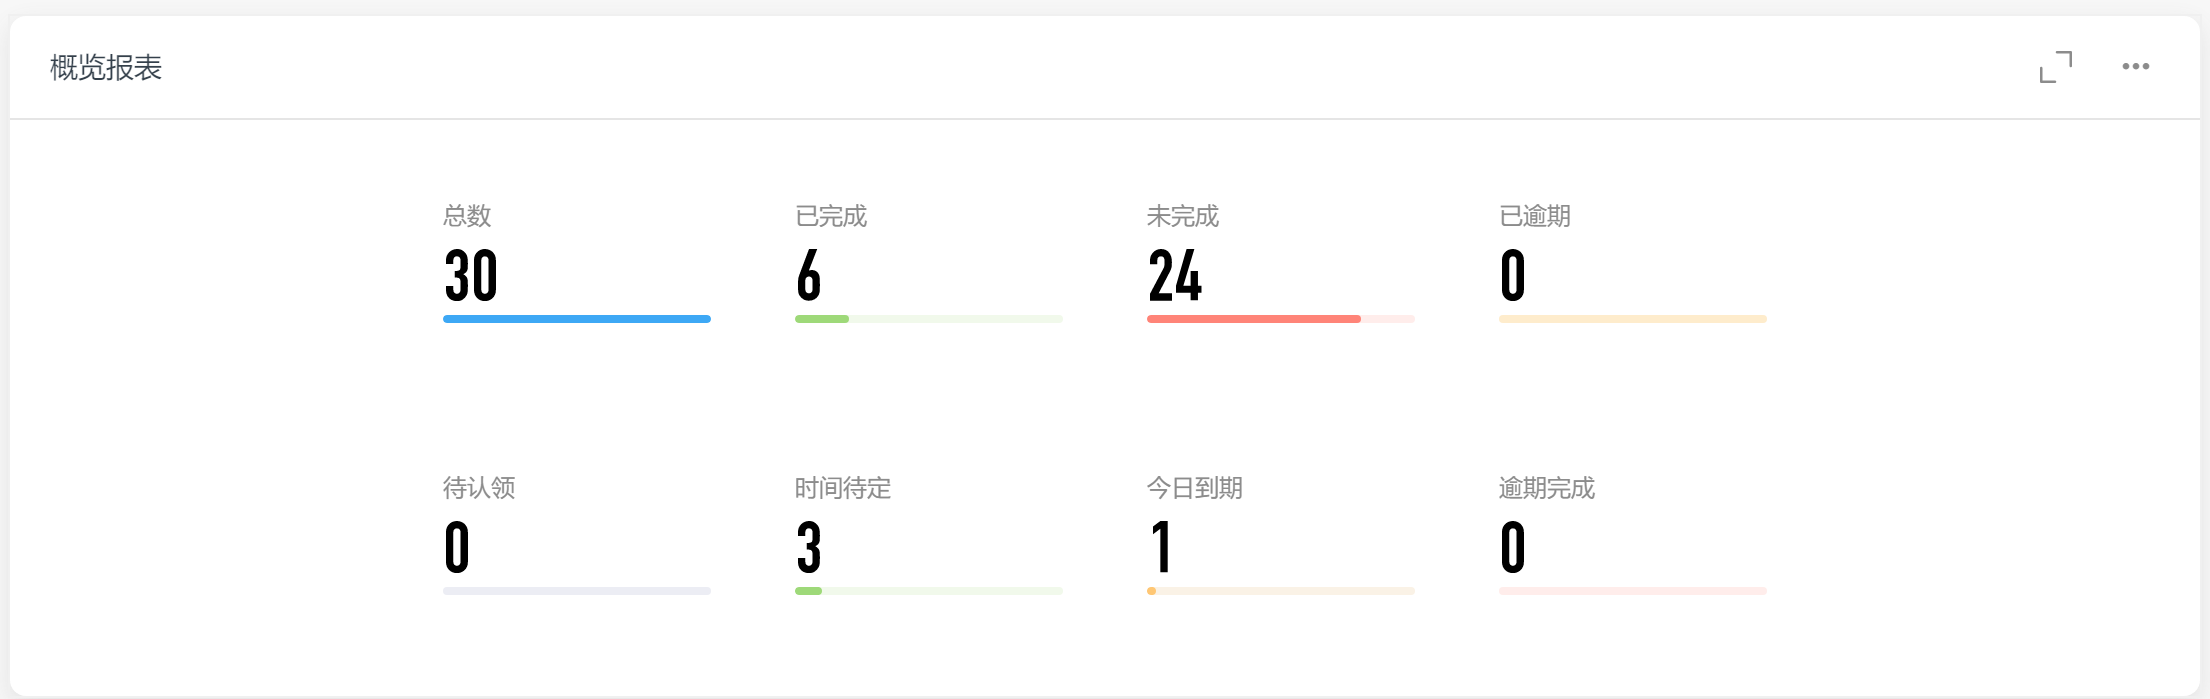 概览报表
总数 已完成 未完成 已逾期
30 6 24 0
待认领 时间待定 今日到期 逾期完成
0 3 1 0